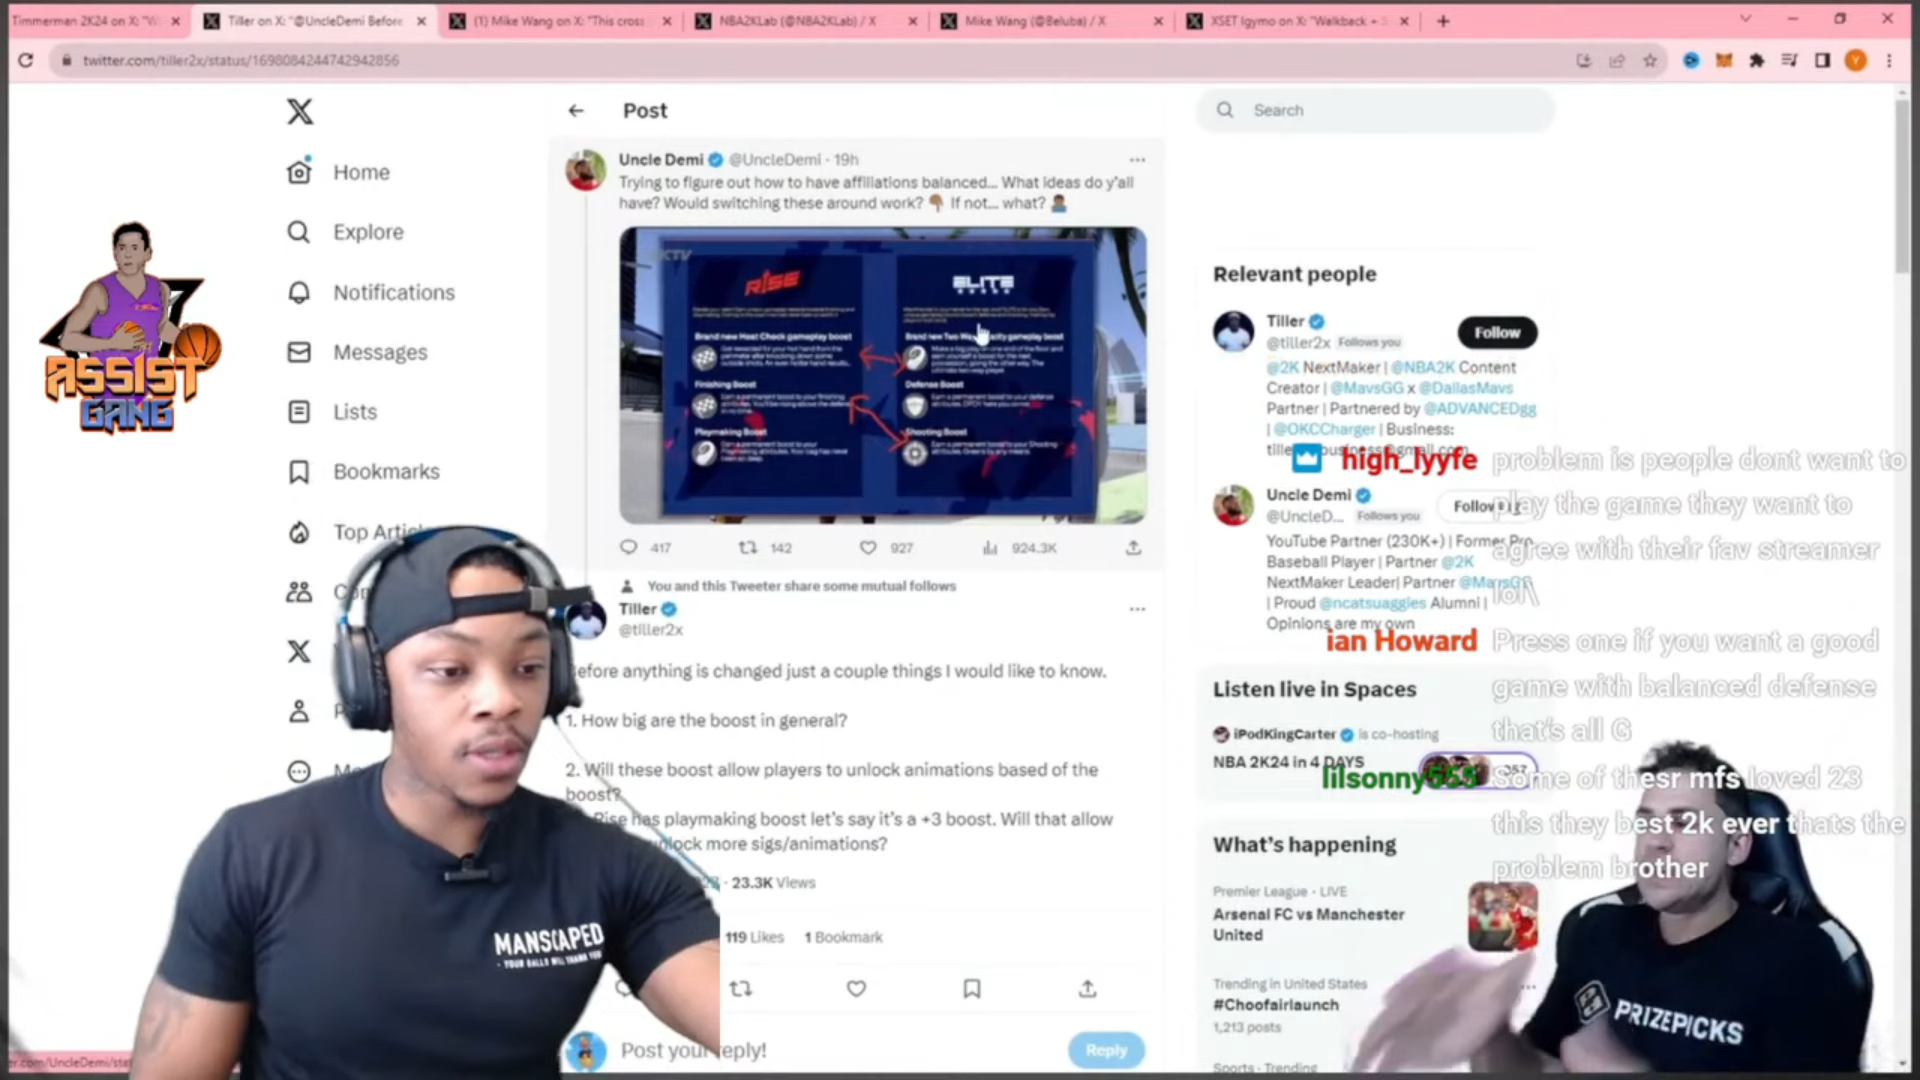 Timmerman 2K24 on X: "W
Tiller on X: "@UncleDemi Before
(1) Mike Wang on X: "This cross
NBA2KLab (@NBA2KLab) / X
Mike Wang (@Beluba) / X
XSET Igymo on X: "Walkback +
twitter.com/tiller2x/status/1698084244742942856
Post
Search
Home
Explore
Notifications
Messages
Lists
Bookmarks
Top Artic
ASSIST
GANG
Uncle Demi @UncleDemi · 19h
Trying to figure out how to have affiliations balanced... What ideas do y'all
have? Would switching these around work? If not... what?
RISE
ELITE
Brand new Heat Check gameplay boost
Finishing Boost
Playmaking Boost
Defense Boost
Shooting Boost
417 142 927 924.3K
You and this Tweeter share some mutual follows
Tiller
@tiller2x
efore anything is changed just a couple things I would like to know.
1. How big are the boost in general?
2. Will these boost allow players to unlock animations based of the
boost?
Rise has playmaking boost let's say it's a +3 boost. Will that allow
more sigs/animations?
23.3K Views
119 Likes 1 Bookmark
Post your reply!
Reply
Relevant people
Tiller
@tiller2x Follows you
Follow
@2K NextMaker | @NBA2K Content
Creator | @MavsGG x @DallasMavs
Partner | Partnered by @ADVANCEDgg
| @OKCCharger | Business:
Uncle Demi
@UncleD... Follows you
YouTube Partner (230K+) | Former Pro
Baseball Player | Partner @2K
NextMaker Leader| Partner
| Proud @ncatsuaggies Alumni |
Opinions are my own
high_lyyfe problem is people dont want to
play the game they want to
agree with their fav streamer
lol\
ian Howard Press one if you want a good
game with balanced defense
that's all G
lilsonny555 Some of thesr mfs loved 23
this they best 2k ever thats the
problem brother
Listen live in Spaces
iPodKingCarter is co-hosting
NBA 2K24 in 4 DAYS
What's happening
Premier League · LIVE
Arsenal FC vs Manchester
United
Trending in United States
#Choofairlaunch
1,213 posts
Sports · Trending
MANSCAPED
- YOUR BALLS WILL THANK YOU
PRIZEPICKS